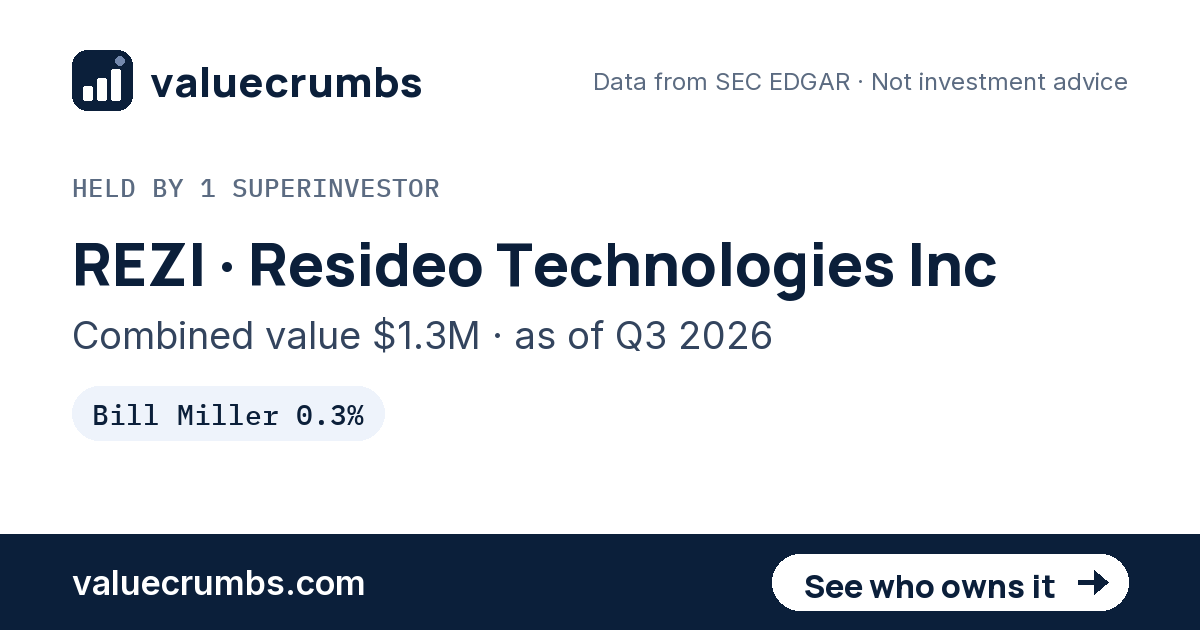 valuecrumbs
Data from SEC EDGAR · Not investment advice
HELD BY 1 SUPERINVESTOR
REZI · Resideo Technologies Inc
Combined value $1.3M · as of Q3 2026
Bill Miller 0.3%
valuecrumbs.com
See who owns it →